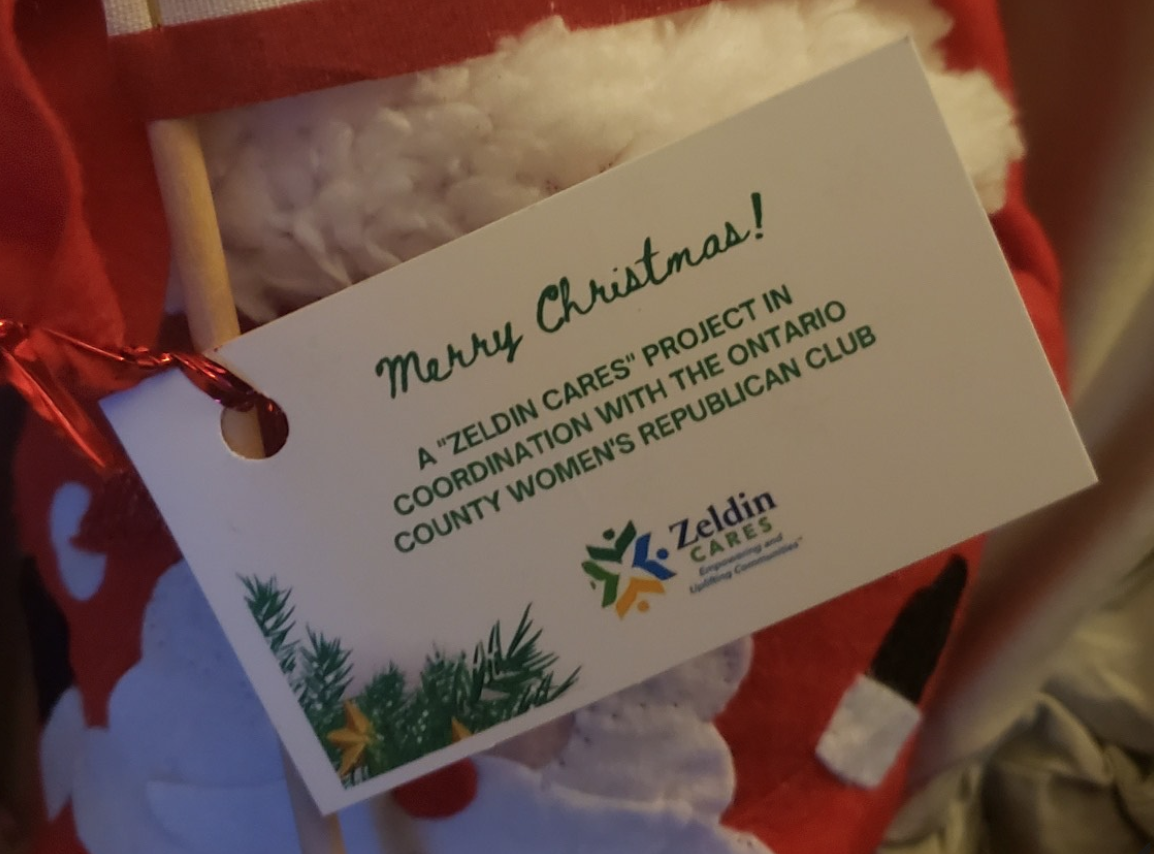 Merry Christmas!
A "ZELDIN CARES" PROJECT IN
COORDINATION WITH THE ONTARIO
COUNTY WOMEN'S REPUBLICAN CLUB
Zeldin
CARES
Empowering and
Uplifting Communities™